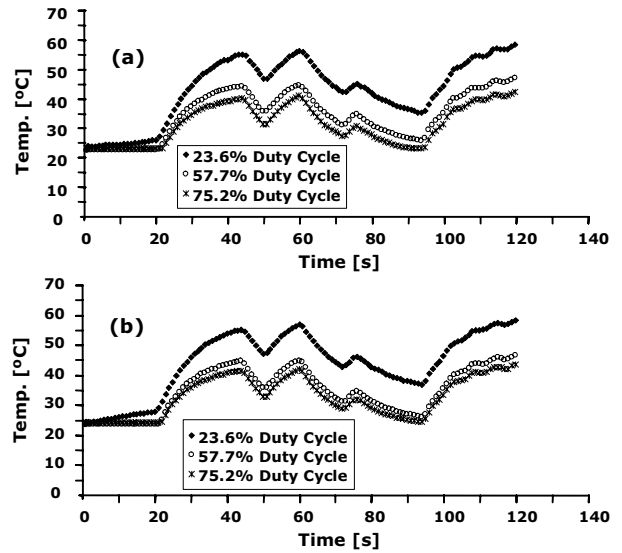 (a)
Temp. [°C]
70
60
50
40
30
20
10
0
23.6% Duty Cycle
57.7% Duty Cycle
75.2% Duty Cycle
0 20 40 60 80 100 120 140
Time [s]
(b)
Temp. [°C]
70
60
50
40
30
20
10
0
23.6% Duty Cycle
57.7% Duty Cycle
75.2% Duty Cycle
0 20 40 60 80 100 120 140
Time [s]